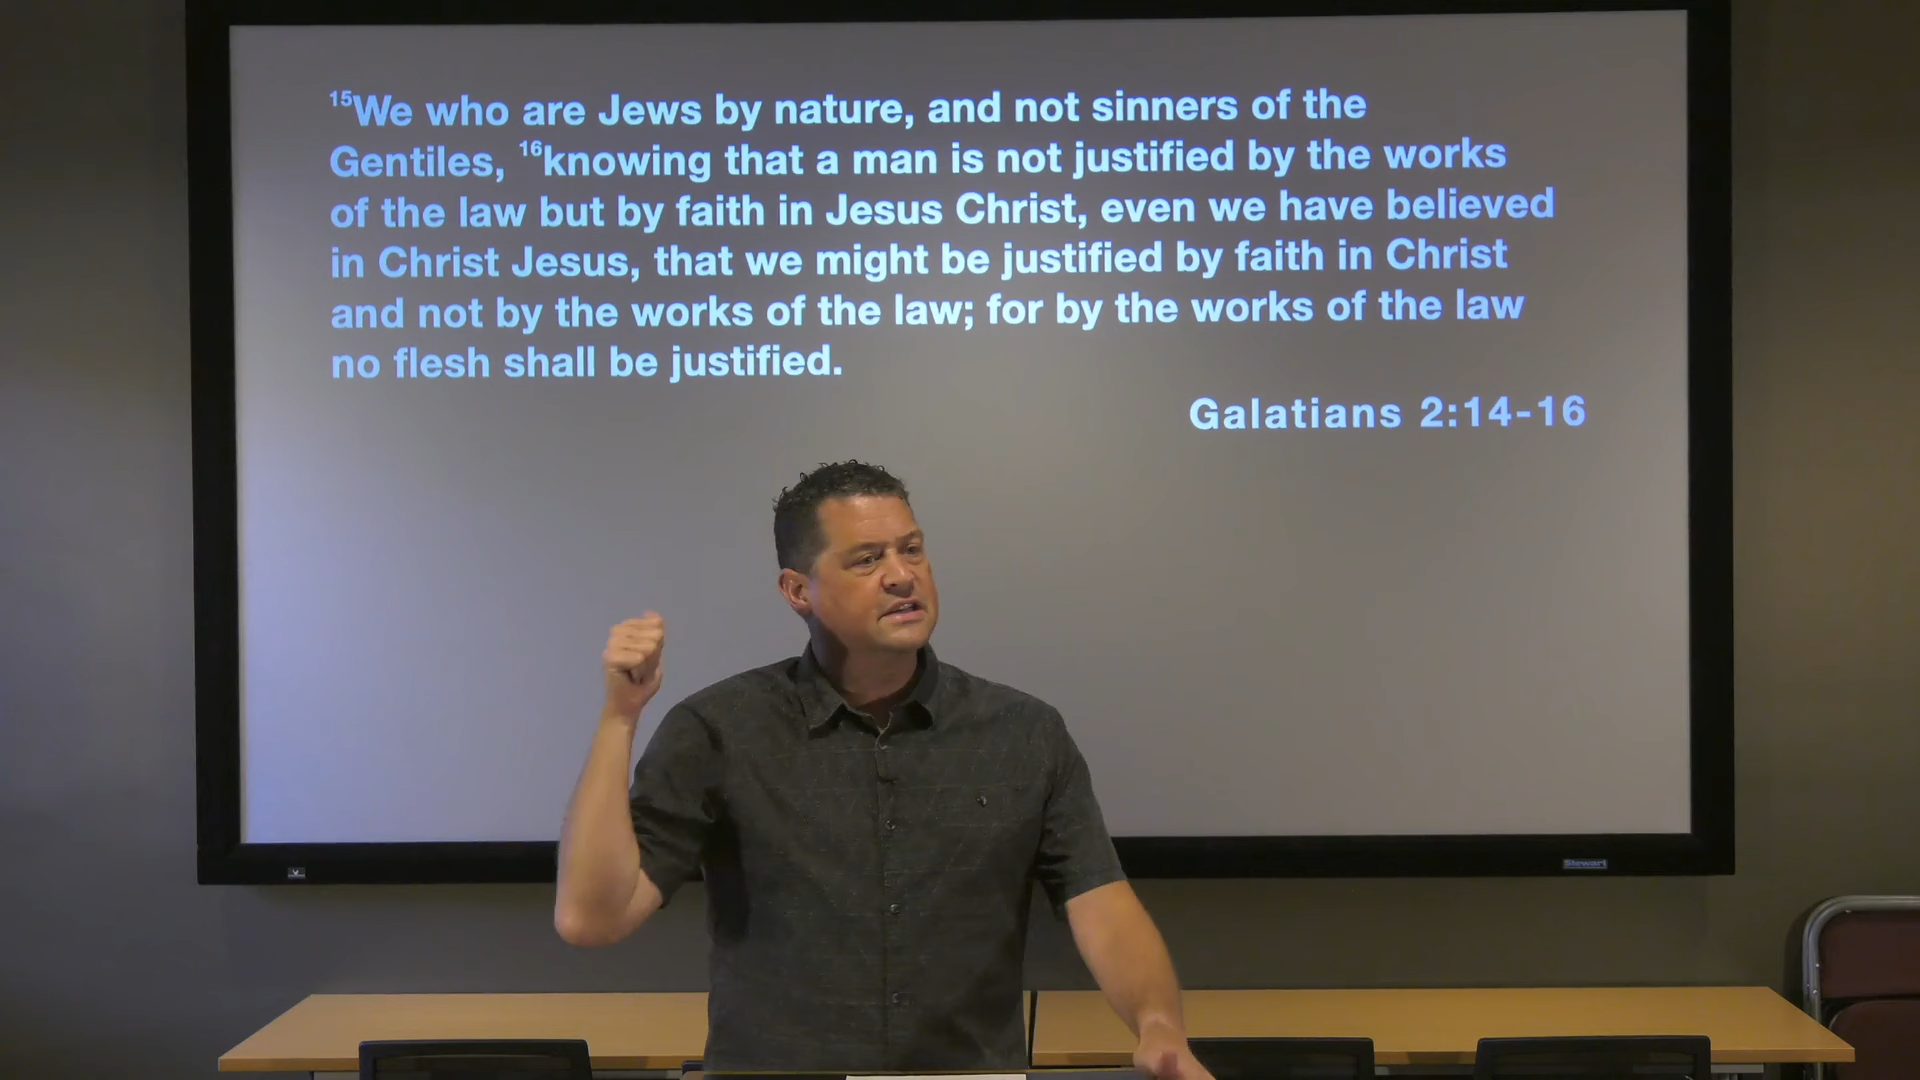 15We who are Jews by nature, and not sinners of the
Gentiles, 16knowing that a man is not justified by the works
of the law but by faith in Jesus Christ, even we have believed
in Christ Jesus, that we might be justified by faith in Christ
and not by the works of the law; for by the works of the law
no flesh shall be justified.
Galatians 2:14-16
Stewart